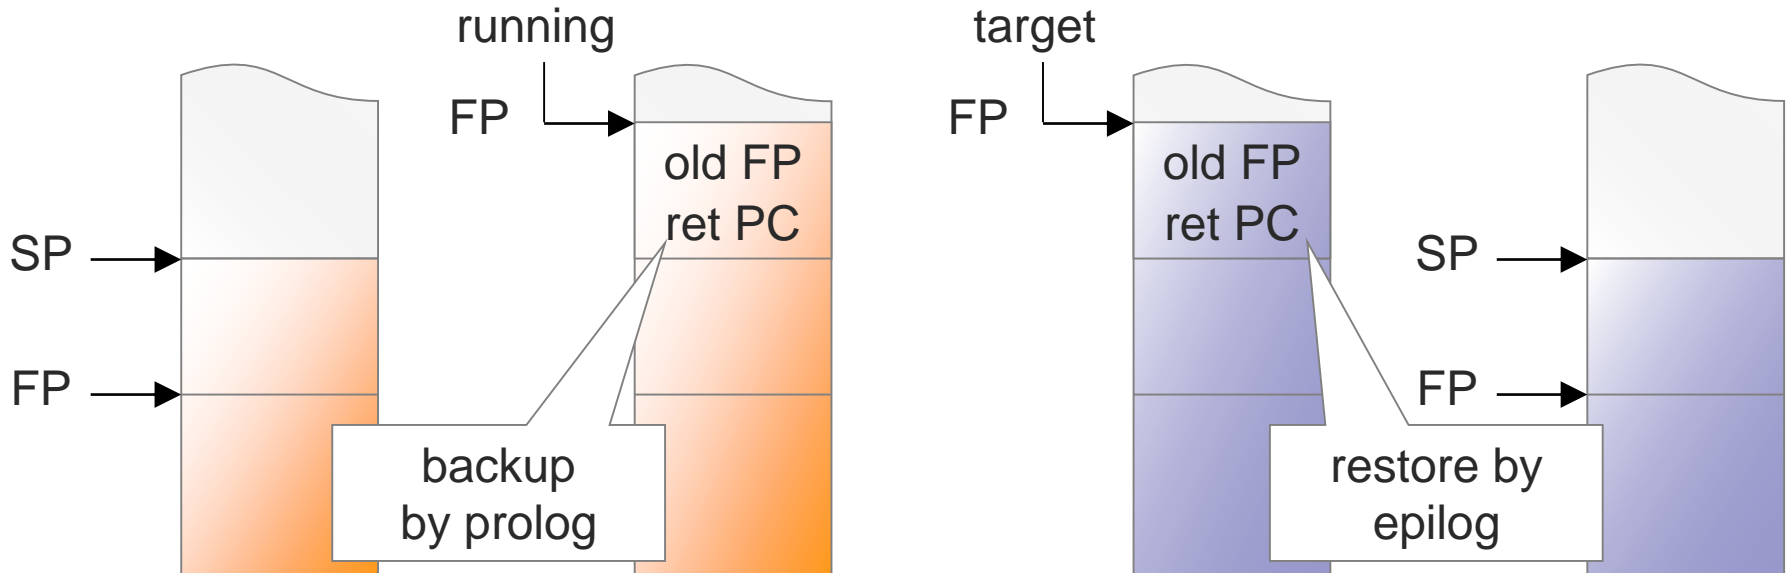 running
target
FP
FP
old FP
ret PC
old FP
ret PC
SP
SP
FP
FP
backup
by prolog
restore by
epilog